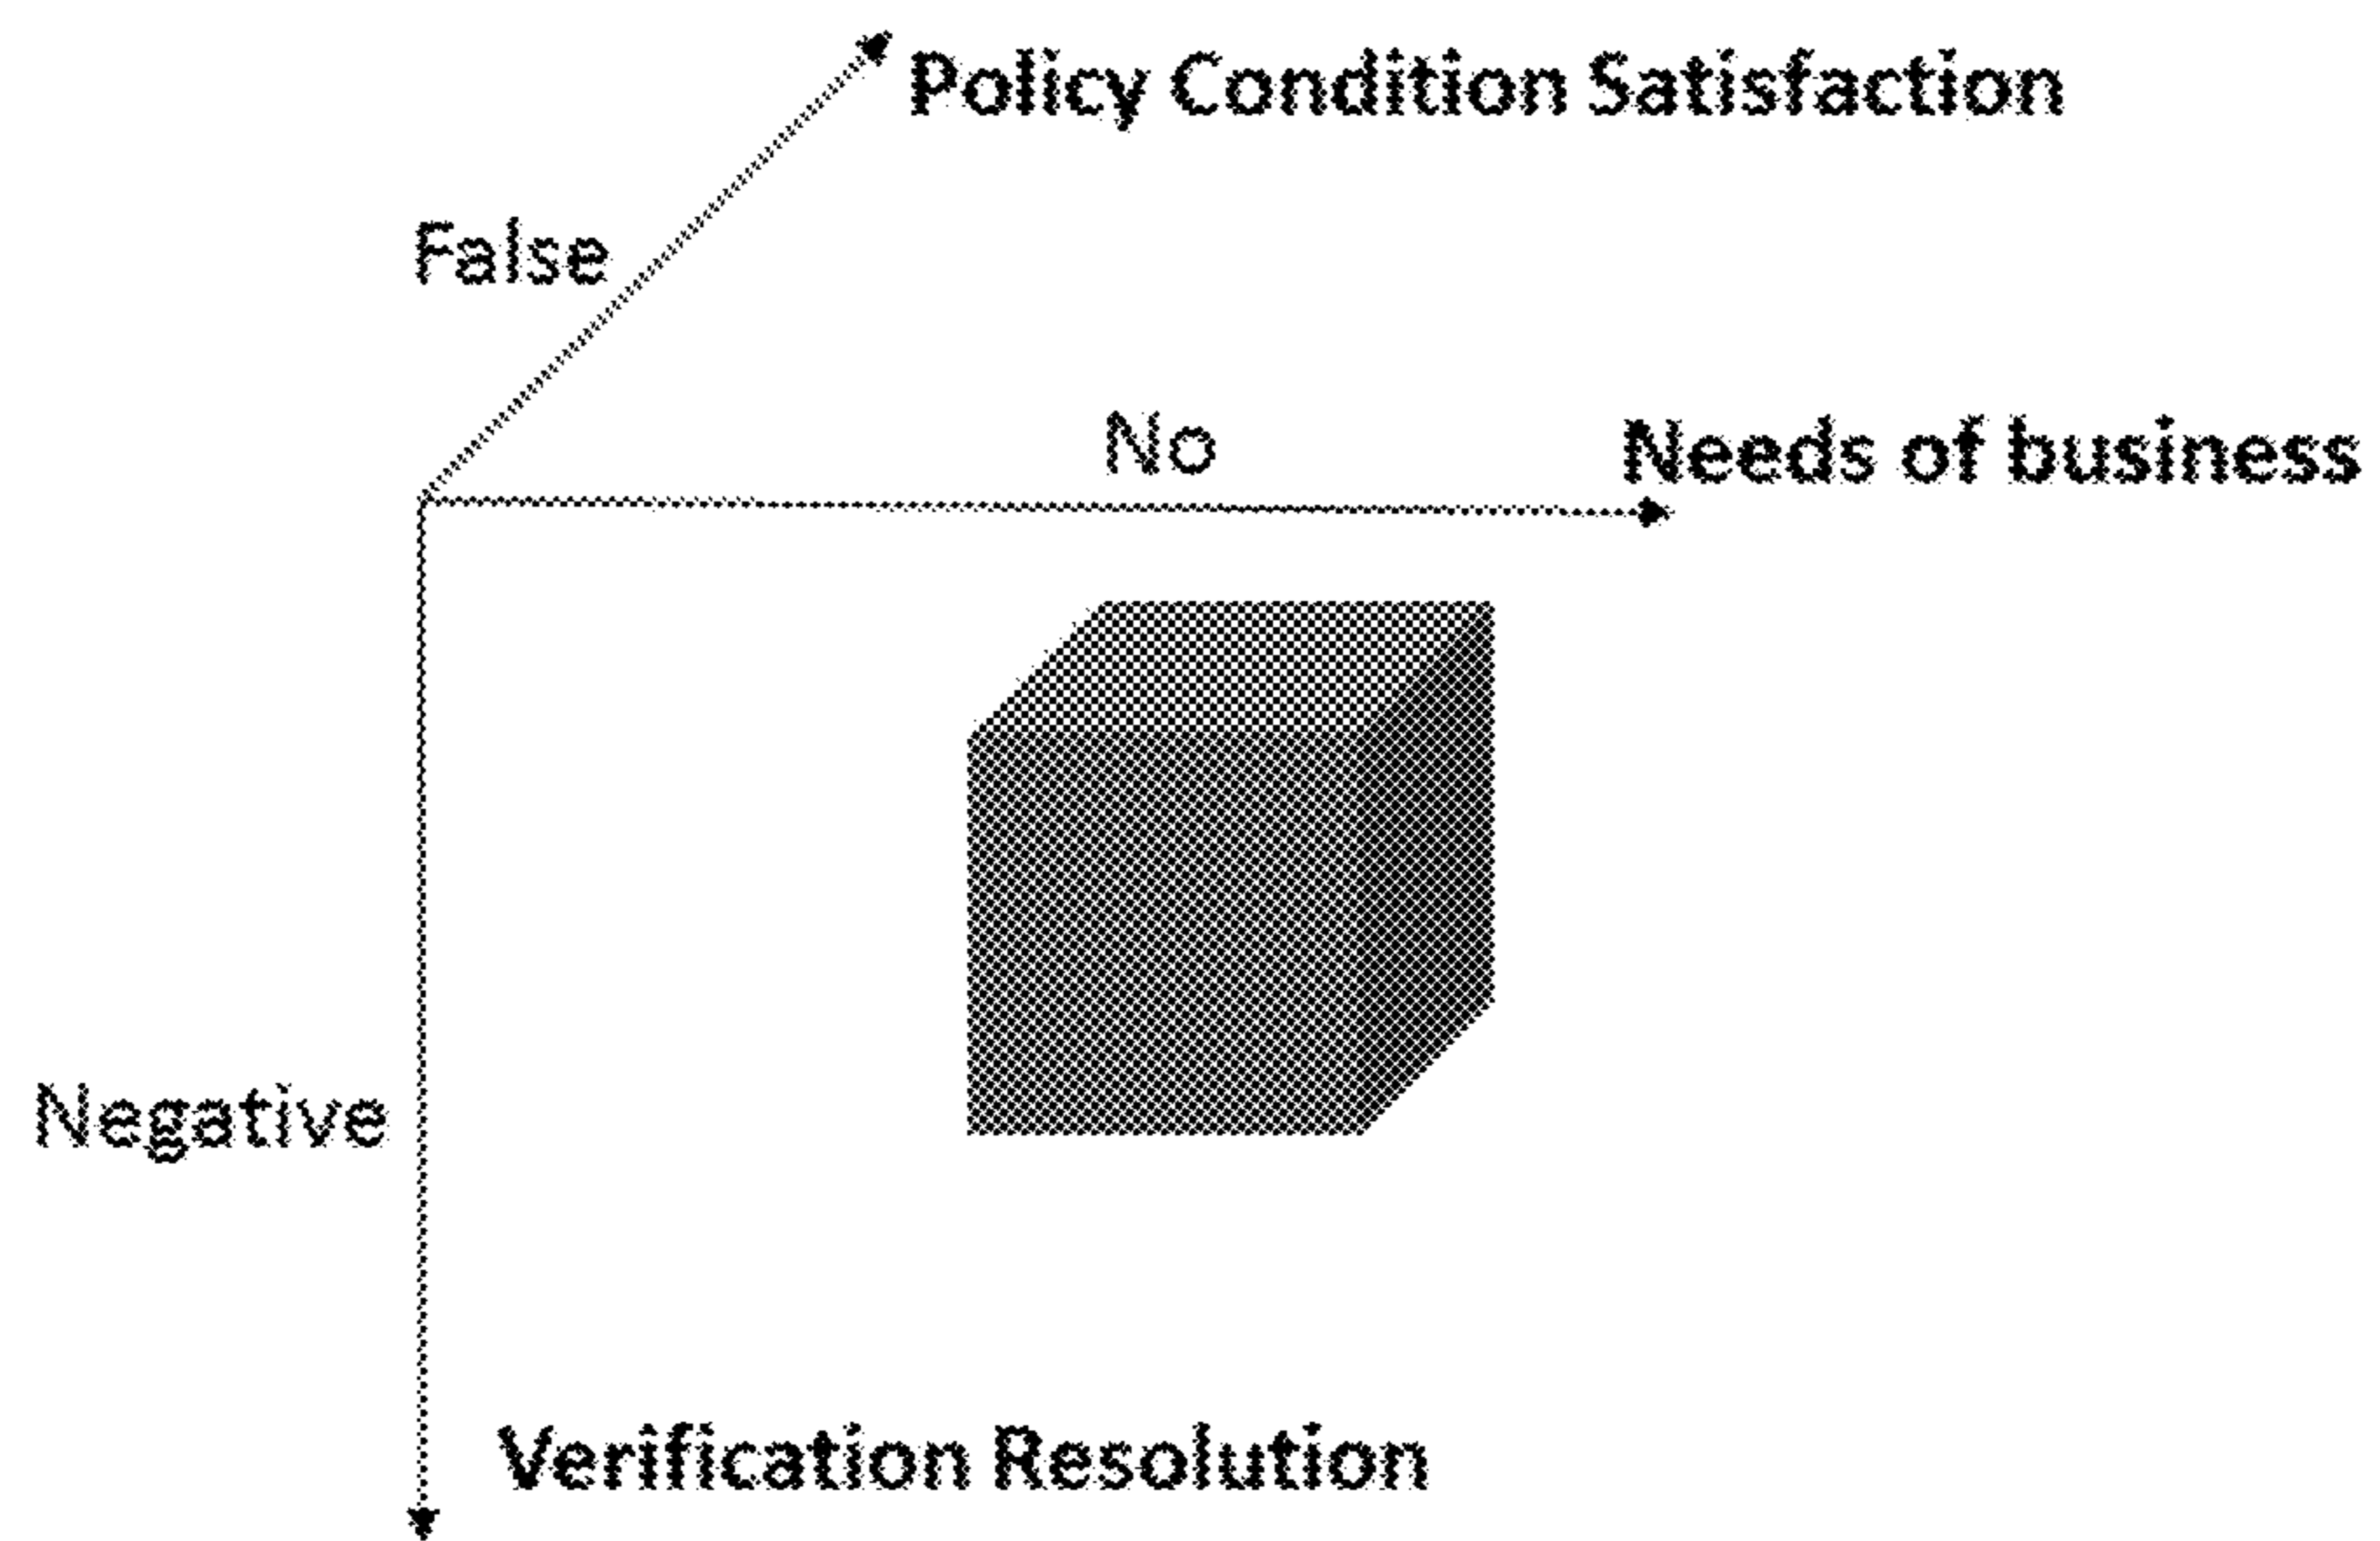 Policy Condition Satisfaction
False
No
Needs of business
Negative
Verification Resolution